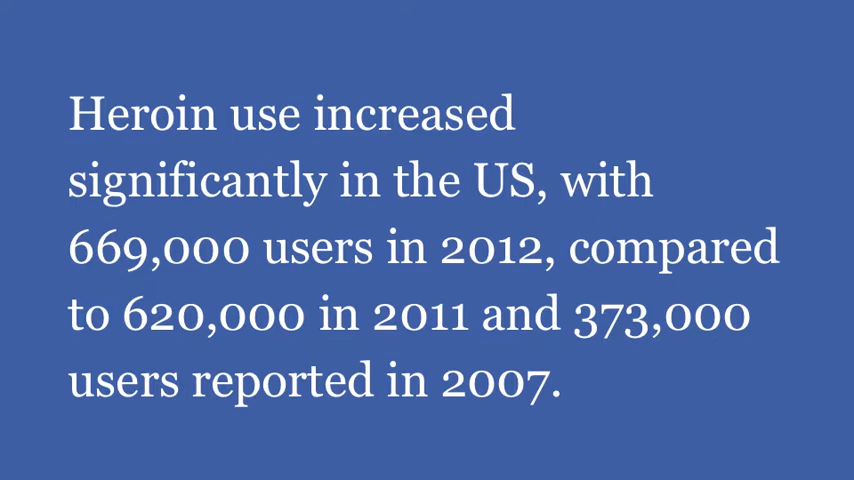 Heroin use increased
significantly in the US, with
669,000 users in 2012, compared
to 620,000 in 2011 and 373,000
users reported in 2007.